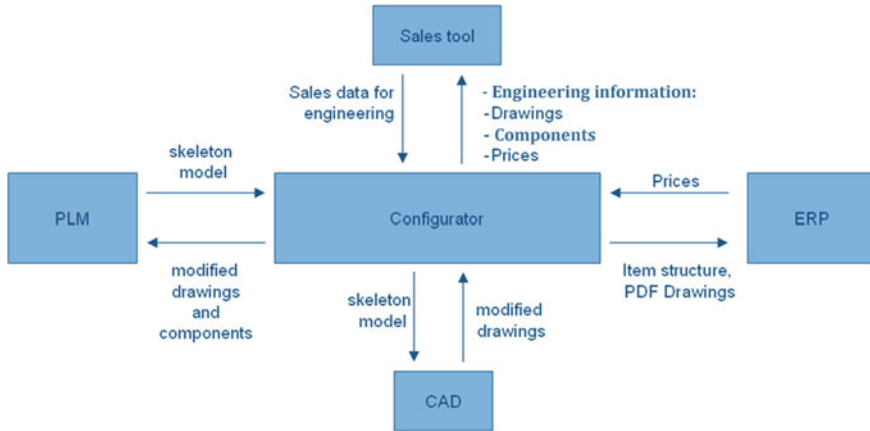 Sales tool
Sales data for
engineering
- Engineering information:
-Drawings
- Components
-Prices
skeleton
model
PLM
Configurator
Prices
ERP
modified
drawings
and
components
skeleton
model
modified
drawings
Item structure,
PDF Drawings
CAD